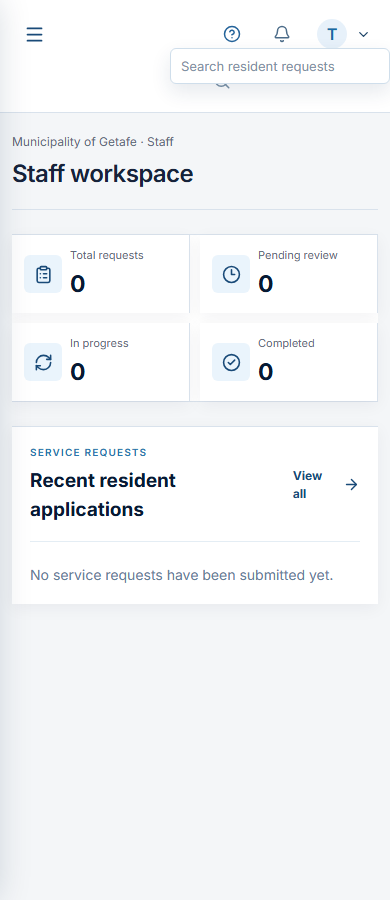 T
Search resident requests
Municipality of Getafe · Staff
Staff workspace
Total requests
0
Pending review
0
In progress
0
Completed
0
SERVICE REQUESTS
Recent resident
applications
View
all
No service requests have been submitted yet.